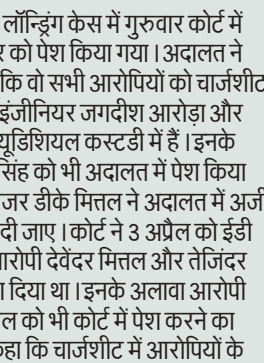 लॉन्ड्रिंग केस में गुरुवार कोर्ट में
र को पेश किया गया। अदालत ने
कि वो सभी आरोपियों को चार्जशीट
इंजीनियर जगदीश आरोड़ा और
यूडिशियल कस्टडी में हैं। इनके
सिंह को भी अदालत में पेश किया
जर डीके मित्तल ने अदालत में अर्ज
दी जाए। कोर्ट ने 3 अप्रैल को ईडी
ारोपी देवेंदर मित्तल और तेजिंदर
ा दिया था। इनके अलावा आरोपी
ल को भी कोर्ट में पेश करने का
हा कि चार्जशीट में आरोपियों के